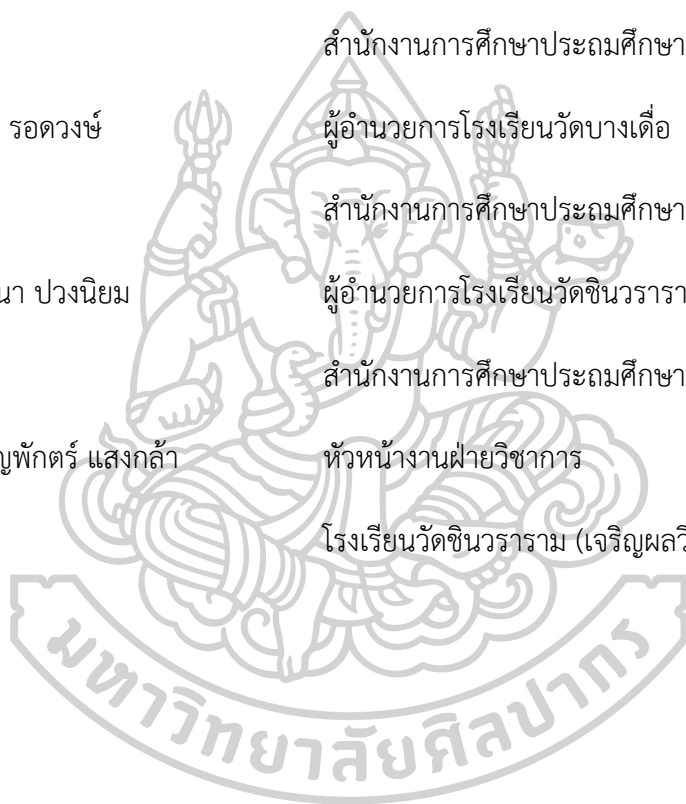 สำนักงานการศึกษาประถมศึกษา
รอดวงษ์ ผู้อำนวยการโรงเรียนวัดบางเดื่อ
สำนักงานการศึกษาประถมศึกษา
นา ปวงนิยม ผู้อำนวยการโรงเรียนวัดชินวรารา
สำนักงานการศึกษาประถมศึกษา
ญพักตร์ แสงกล้า หัวหน้างานฝ่ายวิชาการ
โรงเรียนวัดชินวราราม (เจริญผลวิ
มหาวิทยาลัยศิลปากร